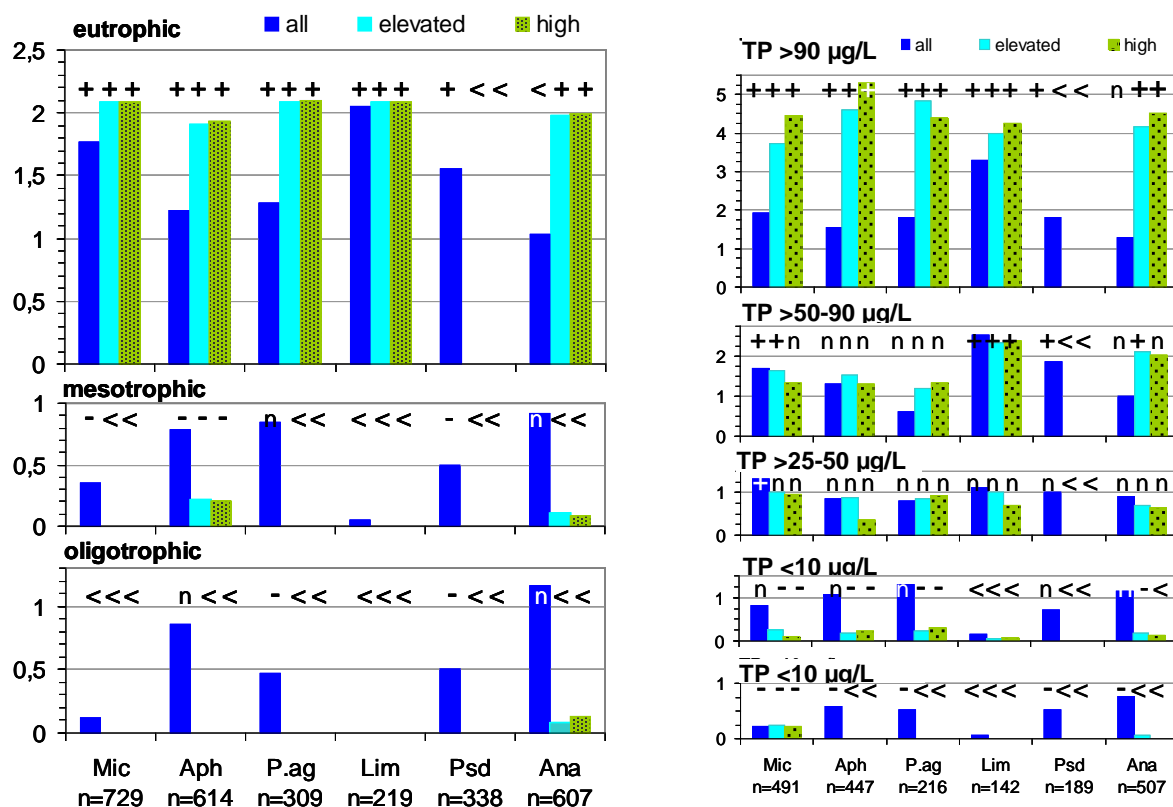 eutrophic
all elevated high
+ + + + + + + + + + + + + < < < + +
2,5
2
1,5
1
0,5
0
mesotrophic
- < < - - - n < < < < < - < < n < <
1
0,5
0
oligotrophic
< < < n < < - < < < < < - < < n < <
1
0
Mic Aph P.ag Lim Psd Ana
n=729 n=614 n=309 n=219 n=338 n=607
TP >90 µg/L
all elevated high
+ + + + + + + + + + + + + < < n + +
5
4
3
2
1
0
TP >50-90 µg/L
+ + n n n n n n n + + + + < < n + n
2
1
0
TP >25-50 µg/L
+ n n n n n n n n n n n n < < n n n
1
0
TP <10 µg/L
n - - n - - n - - < < < n < < n - <
1
0
TP <10 µg/L
- - - - < < - < < < < < - < < - < <
1
0
Mic Aph P.ag Lim Psd Ana
n=491 n=447 n=216 n=142 n=189 n=507